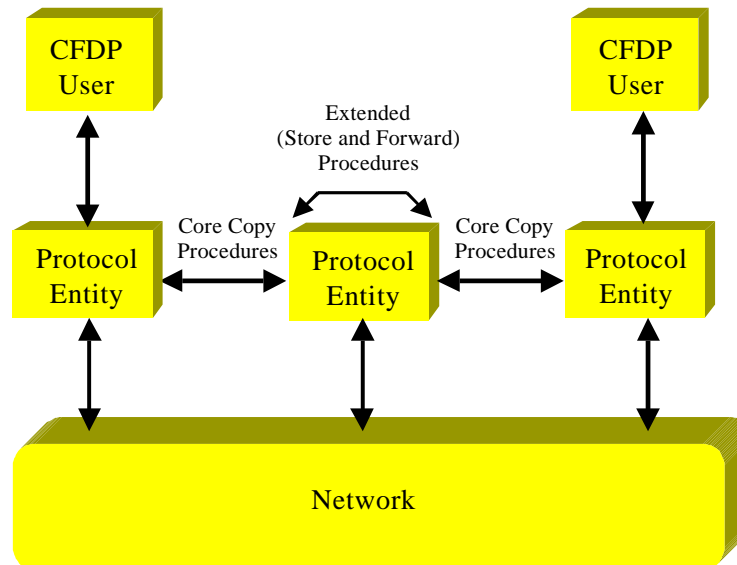 CFDP
User
CFDP
User
Extended
(Store and Forward)
Procedures
Core Copy
Procedures
Core Copy
Procedures
Protocol
Entity
Protocol
Entity
Protocol
Entity
Network